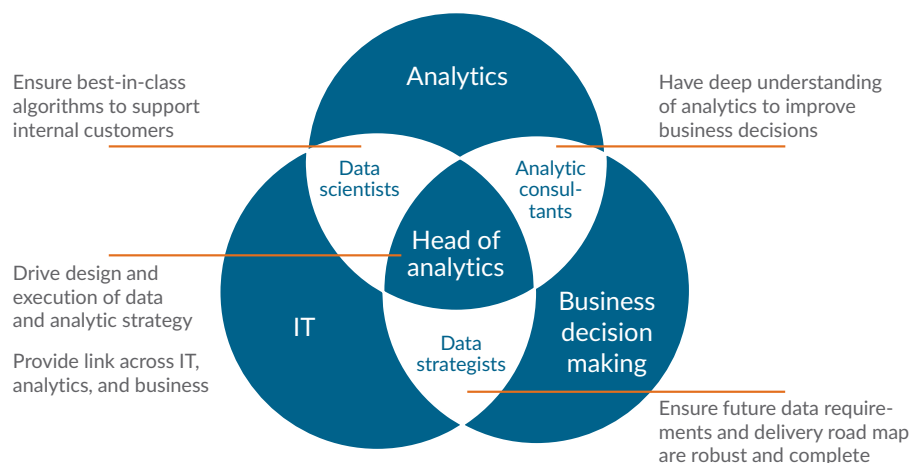 Analytics
Ensure best-in-class
algorithms to support
internal customers
Have deep understanding
of analytics to improve
business decisions
Data
scientists
Analytic
consul-
tants
Head of
analytics
Drive design and
execution of data
and analytic strategy
Provide link across IT,
analytics, and business
IT
Business
decision
making
Data
strategists
Ensure future data require-
ments and delivery road map
are robust and complete